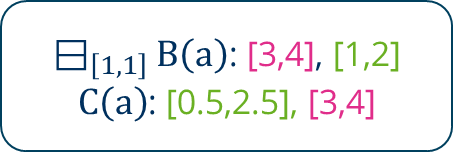 ⊟[1,1] B(a): [3,4], [1,2]
C(a): [0.5,2.5], [3,4]